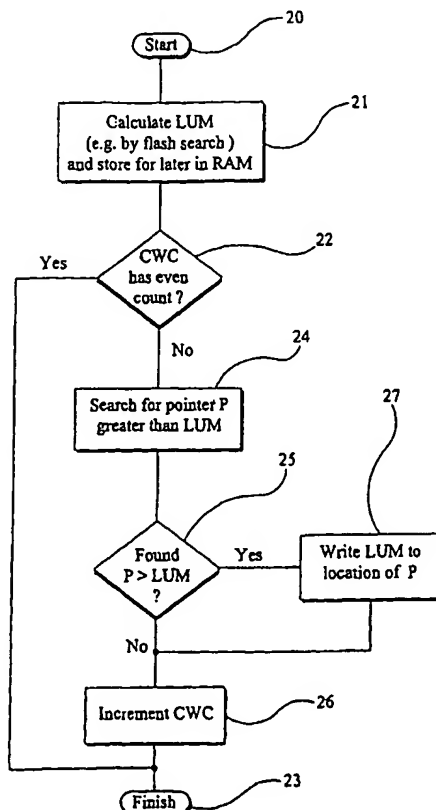 20
Start
21
Calculate LUM
(e.g. by flash search )
and store for later in RAM
22
Yes
CWC
has even
count ?
No
24
Search for pointer P
greater than LUM
27
25
Found
P > LUM
?
Yes
Write LUM to
location of P
No
Increment CWC
26
23
Finish